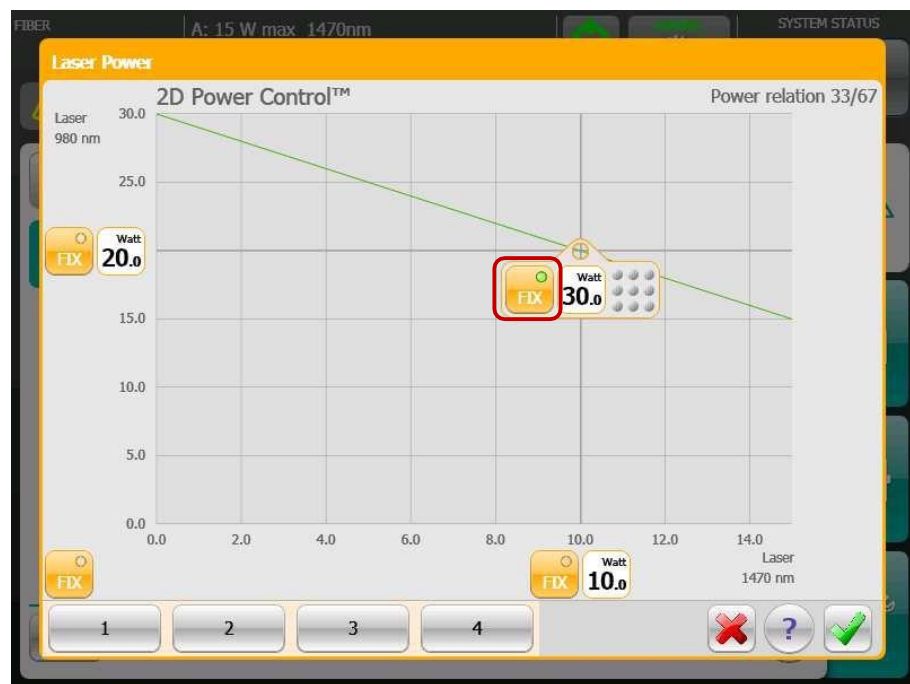 FIBER
A: 15 W max 1470nm
SYSTEM STATUS
Laser Power
2D Power Control™
Power relation 33/67
Laser
980 nm
30.0
25.0
FIX
Watt
20.0
FIX
Watt
30.0
15.0
10.0
5.0
0.0
0.0 2.0 4.0 6.0 8.0 10.0 12.0 14.0
Laser
1470 nm
FIX
FIX
Watt
10.0
1 2 3 4
?